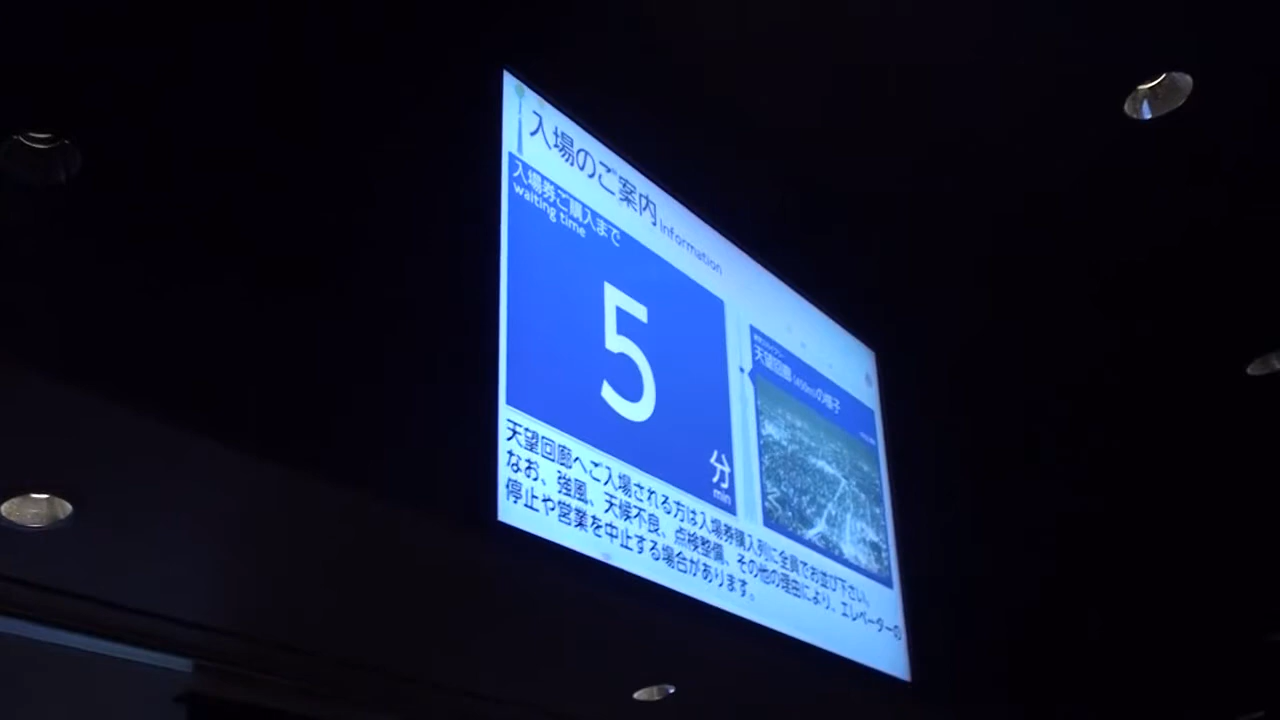 入場のご案内 information
入場券ご購入まで
waiting time
5
分
min
天望回廊(450m)の様子
天望回廊へご入場される方は入場券購入列に全員でお並び下さい。
なお、強風、天候不良、点検整備、その他の理由により、エレベーターの
停止や営業を中止する場合があります。